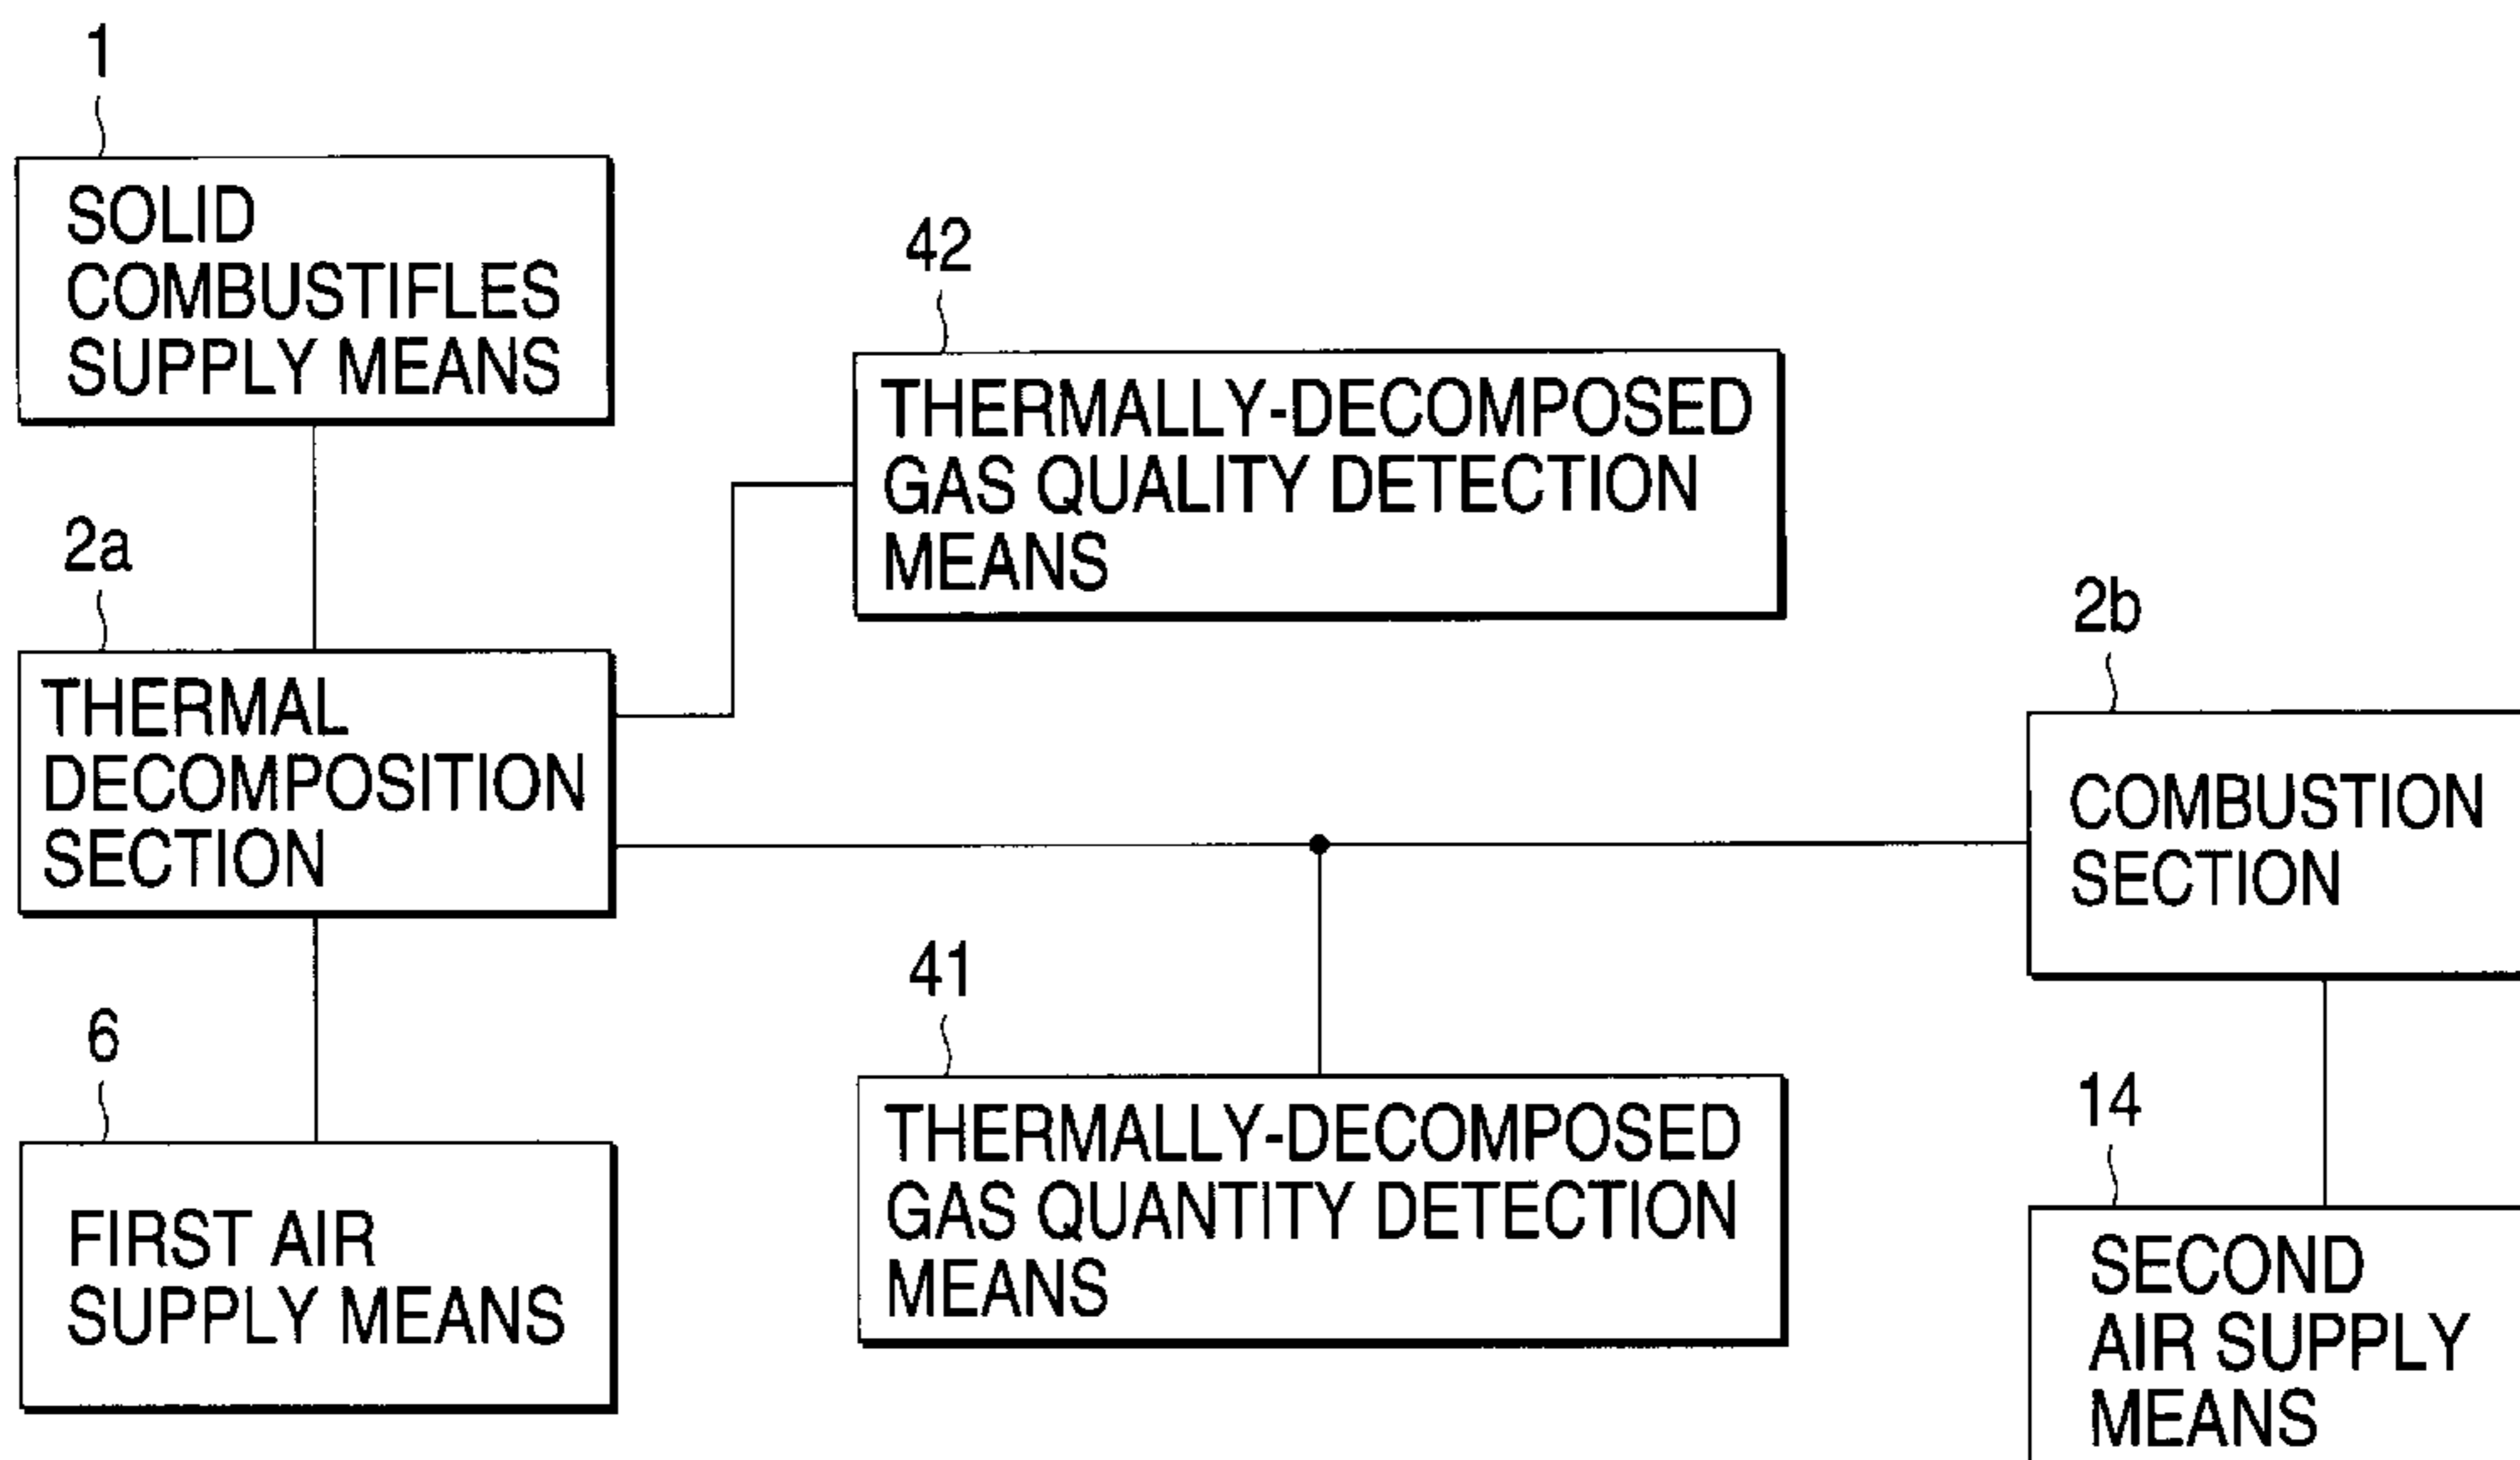 1
SOLID
COMBUSTIFLES
SUPPLY MEANS
42
THERMALLY-DECOMPOSED
GAS QUALITY DETECTION
MEANS
2a
THERMAL
DECOMPOSITION
SECTION
2b
COMBUSTION
SECTION
6
FIRST AIR
SUPPLY MEANS
41
THERMALLY-DECOMPOSED
GAS QUANTITY DETECTION
MEANS
14
SECOND
AIR SUPPLY
MEANS